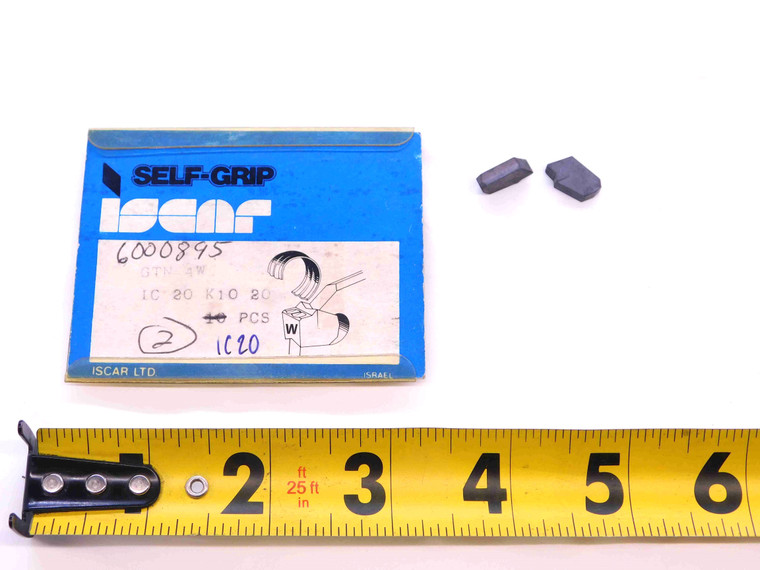 SELF-GRIP
ISCAR
6000895
GTN 4W
IC 20 K10 20
10 PCS
2
IC20
W
ISCAR LTD
ISRAEL
1 2 3 4 5 6
ft
25 ft
in